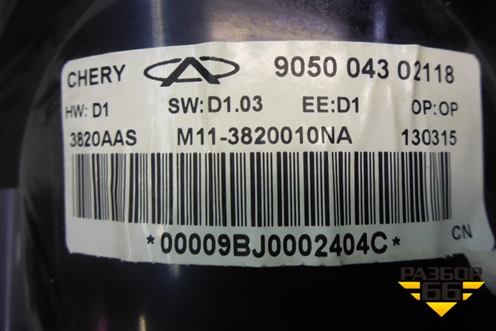 CHERY 9050 043 02118
HW: D1 SW:D1.03 EE:D1 OP:OP
3820AAS M11-3820010NA 130315
*00009BJ0002404C* CN
РАЗБОР
66